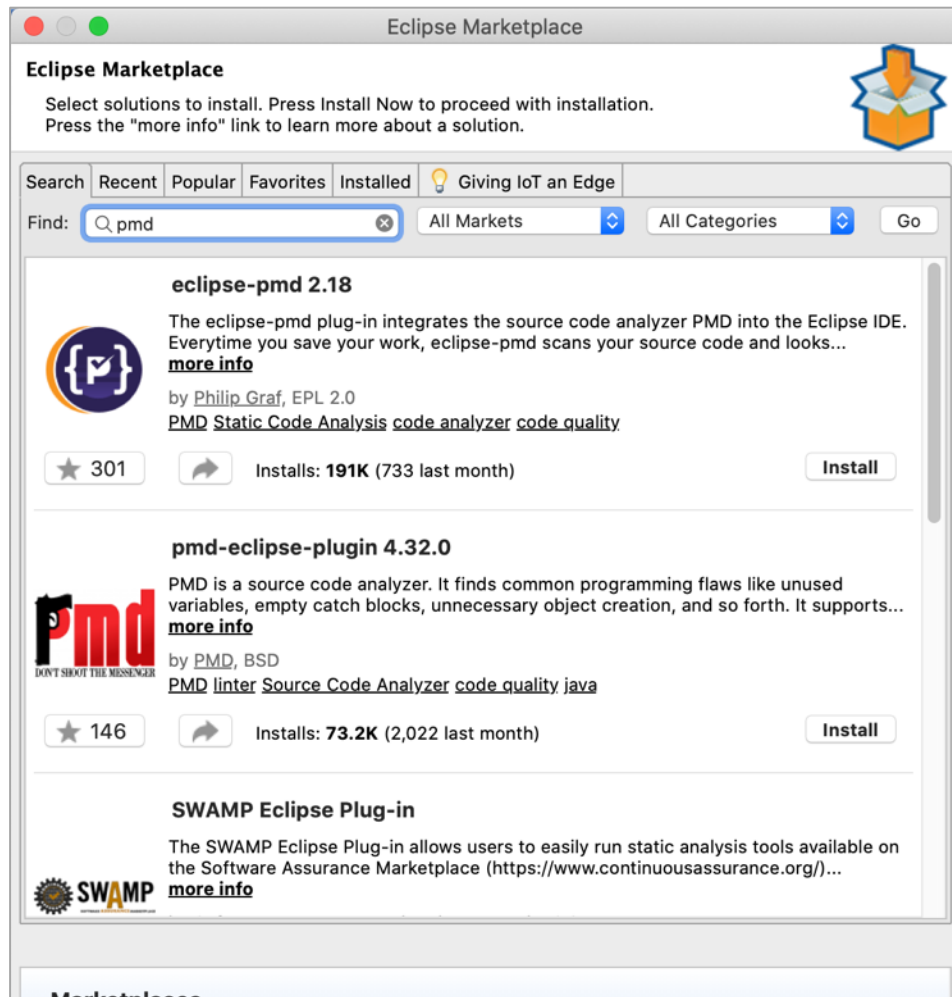 Eclipse Marketplace
Eclipse Marketplace
Select solutions to install. Press Install Now to proceed with installation.
Press the "more info" link to learn more about a solution.
Search Recent Popular Favorites Installed Giving IoT an Edge
Find: pmd All Markets All Categories Go
eclipse-pmd 2.18
The eclipse-pmd plug-in integrates the source code analyzer PMD into the Eclipse IDE.
Everytime you save your work, eclipse-pmd scans your source code and looks...
more info
by Philip Graf, EPL 2.0
PMD Static Code Analysis code analyzer code quality
301 Installs: 191K (733 last month) Install
pmd-eclipse-plugin 4.32.0
PMD is a source code analyzer. It finds common programming flaws like unused
variables, empty catch blocks, unnecessary object creation, and so forth. It supports...
more info
Pmd
DON'T SHOOT THE MESSENGER
by PMD, BSD
PMD linter Source Code Analyzer code quality java
146 Installs: 73.2K (2,022 last month) Install
SWAMP Eclipse Plug-in
The SWAMP Eclipse Plug-in allows users to easily run static analysis tools available on
the Software Assurance Marketplace (https://www.continuousassurance.org/)...
SWAMP more info
Marketplaces